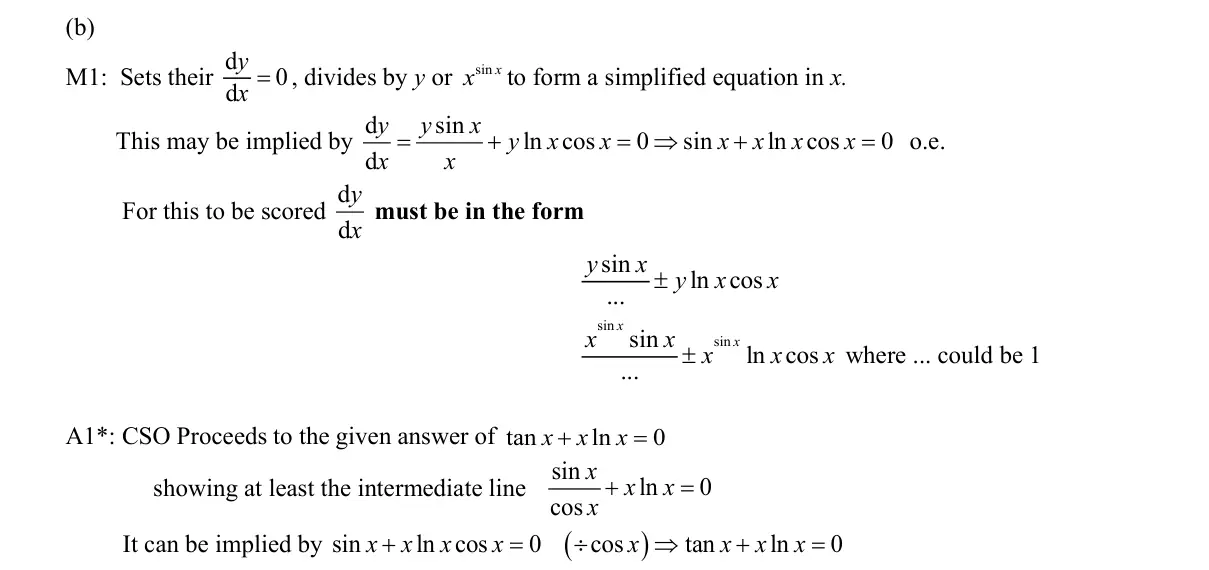 (b)
M1: Sets their dy/dx = 0, divides by y or x^{sin x} to form a simplified equation in x.
This may be implied by dy/dx = (y sin x)/x + y ln x cos x = 0 ⇒ sin x + x ln x cos x = 0 o.e.
For this to be scored dy/dx must be in the form
(y sin x)/... ± y ln x cos x
(x^{sin x} sin x)/... ± x^{sin x} ln x cos x where ... could be 1
A1*: CSO Proceeds to the given answer of tan x + x ln x = 0
showing at least the intermediate line (sin x)/(cos x) + x ln x = 0
It can be implied by sin x + x ln x cos x = 0 (÷cos x) ⇒ tan x + x ln x = 0